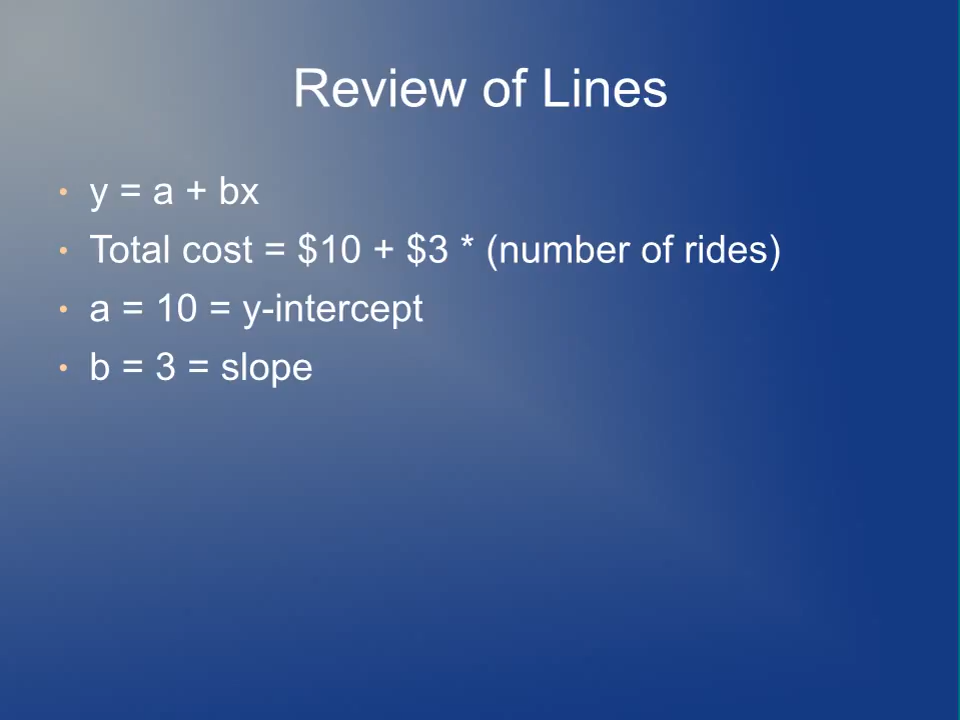 Review of Lines
• y = a + bx
• Total cost = $10 + $3 * (number of rides)
• a = 10 = y-intercept
• b = 3 = slope